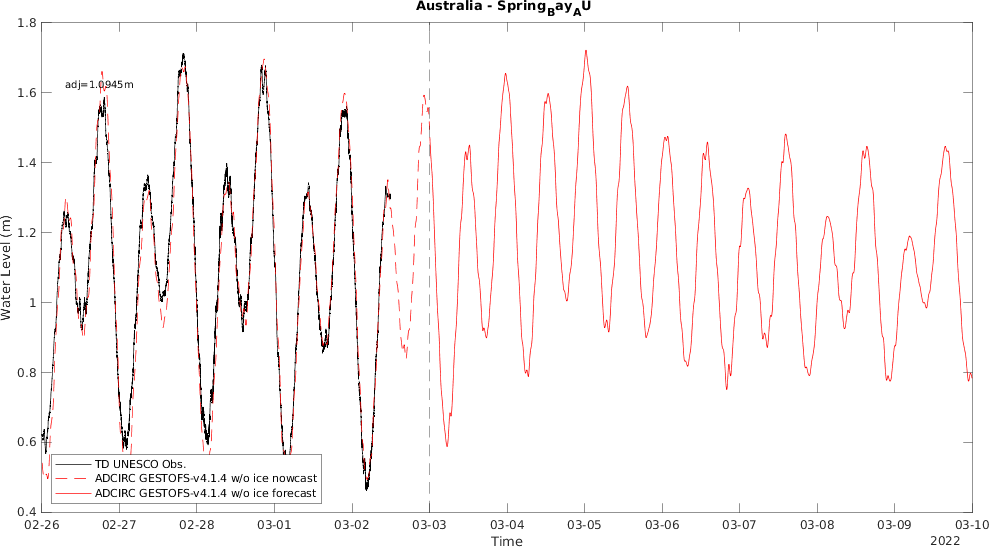 Australia - SpringBayAU
1.8
1.6
1.4
1.2
1
0.8
0.6
0.4
Water Level (m)
adj=1.0945m
TD UNESCO Obs.
ADCIRC GESTOFS-v4.1.4 w/o ice nowcast
ADCIRC GESTOFS-v4.1.4 w/o ice forecast
02-26 02-27 02-28 03-01 03-02 03-03 03-04 03-05 03-06 03-07 03-08 03-09 03-10
Time
2022